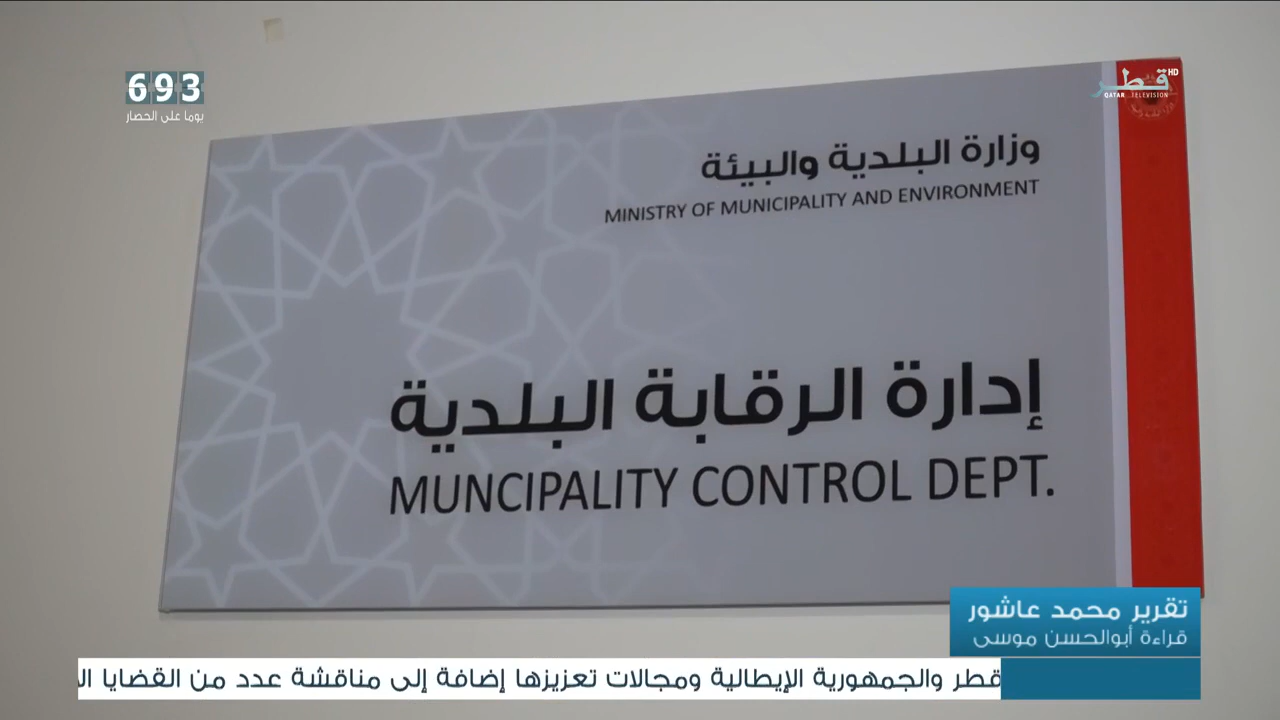 693
يوما على الحصار
قطر HD
QATAR TELEVISION
وزارة البلدية والبيئة
MINISTRY OF MUNICIPALITY AND ENVIRONMENT
إدارة الرقابة البلدية
MUNCIPALITY CONTROL DEPT.
تقرير محمد عاشور
قراءة أبوالحسن موسى
قطر والجمهورية الإيطالية ومجالات تعزيزها إضافة إلى مناقشة عدد من القضايا